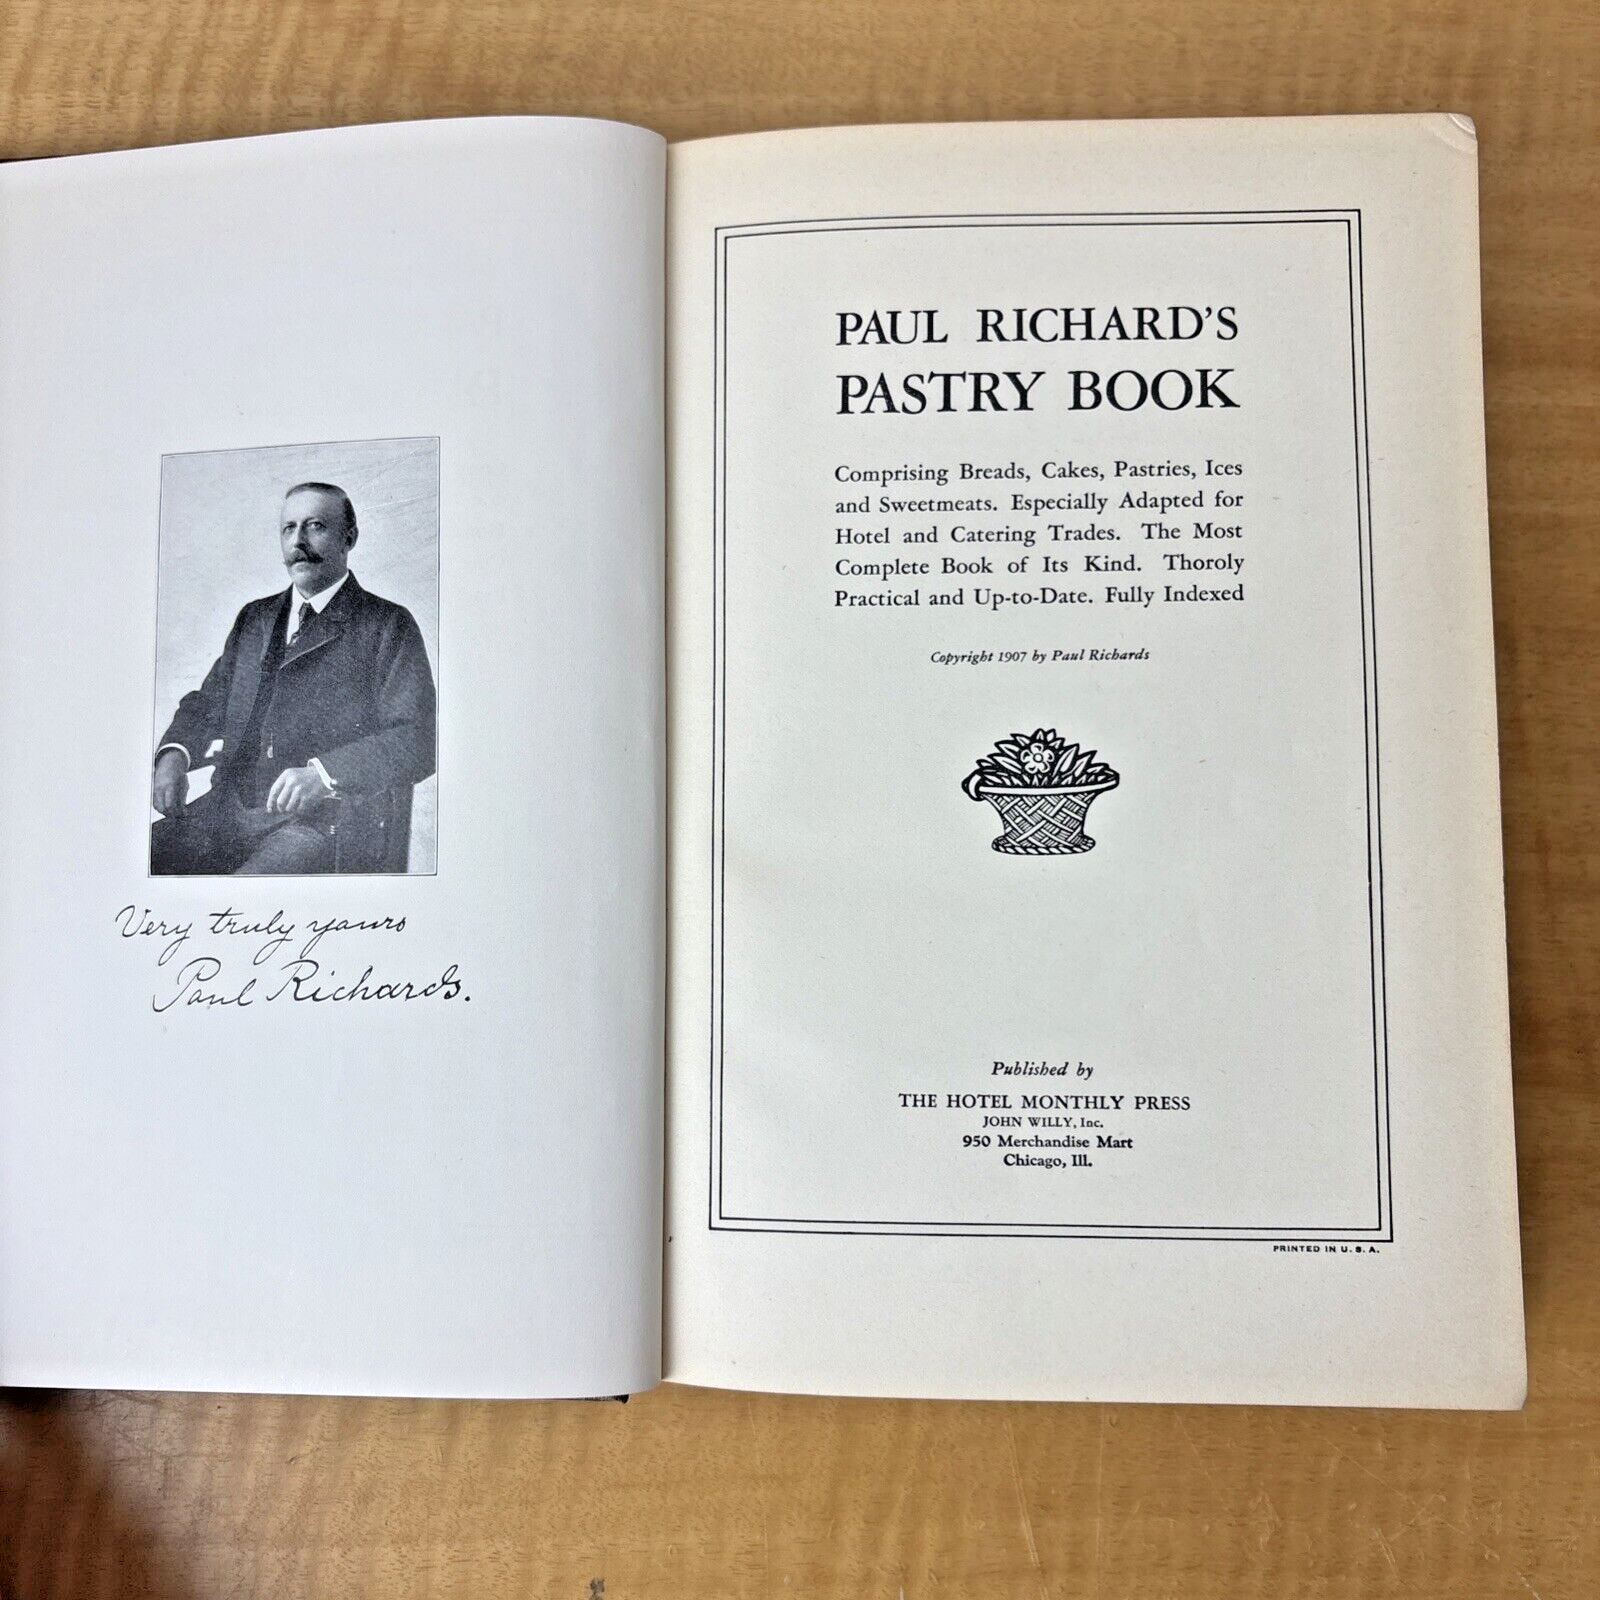 Very truly yours
Paul Richards.
PAUL RICHARD'S
PASTRY BOOK
Comprising Breads, Cakes, Pastries, Ices
and Sweetmeats. Especially Adapted for
Hotel and Catering Trades. The Most
Complete Book of Its Kind. Thoroly
Practical and Up-to-Date. Fully Indexed
Copyright 1907 by Paul Richards
Published by
THE HOTEL MONTHLY PRESS
JOHN WILLY, Inc.
950 Merchandise Mart
Chicago, Ill.
PRINTED IN U. S. A.